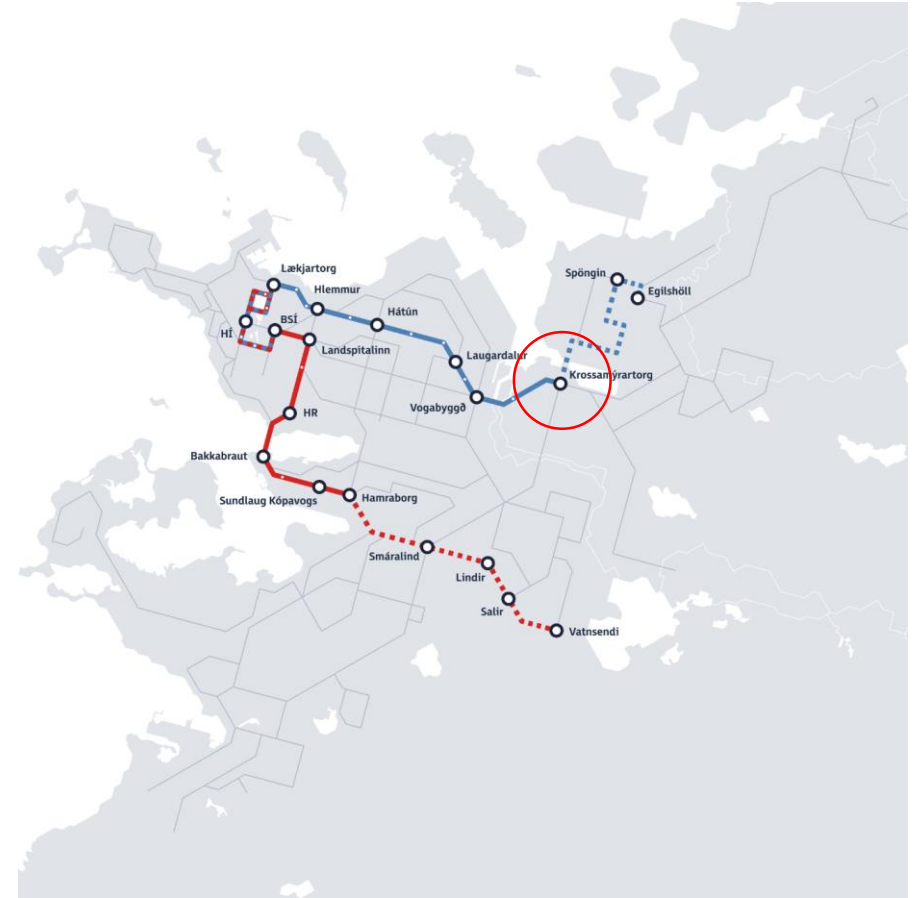 Spöngin
Lækjartorg
Egilshöll
Hlemmur
Hátún
BSÍ
HÍ
Landspítalinn
Laugardalur
Krossamýrartorg
Vogabyggð
HR
Bakkabraut
Sundlaug Kópavogs
Hamraborg
Smáralind
Lindir
Salir
Vatnsendi